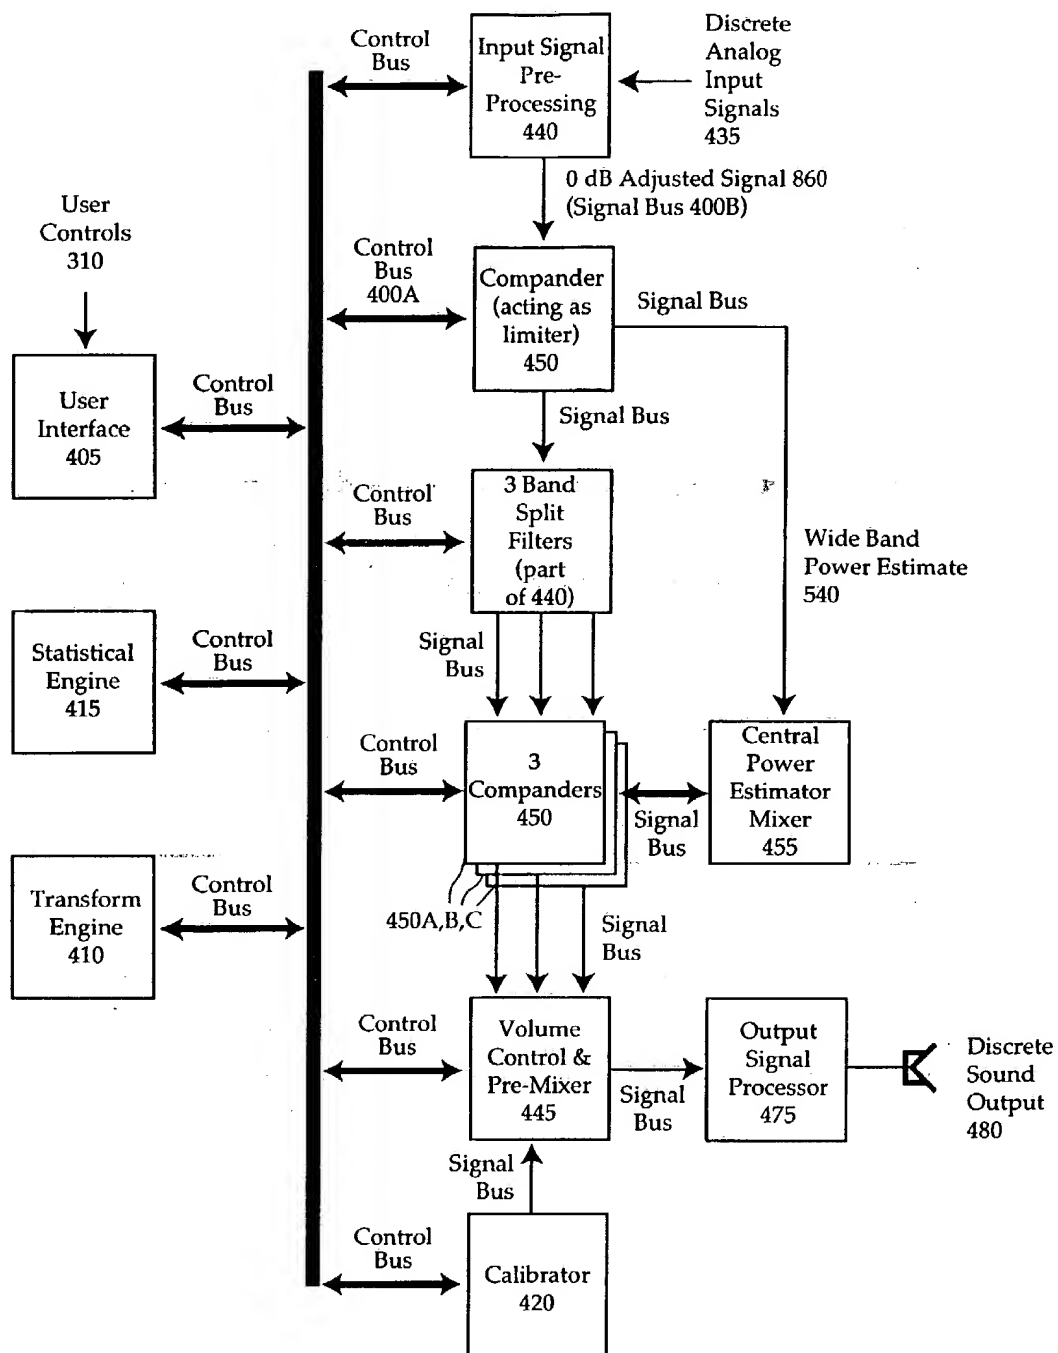 Control
Bus
Input Signal
Pre-
Processing
440
Discrete
Analog
Input
Signals
435
0 dB Adjusted Signal 860
(Signal Bus 400B)
User
Controls
310
Control
Bus
400A
Compander
(acting as
limiter)
450
Signal Bus
User
Interface
405
Control
Bus
Signal Bus
Control
Bus
3 Band
Split
Filters
(part
of 440)
Wide Band
Power Estimate
540
Statistical
Engine
415
Control
Bus
Signal
Bus
Control
Bus
3
Companders
450
Signal
Bus
Central
Power
Estimator
Mixer
455
Transform
Engine
410
Control
Bus
450A,B,C
Signal
Bus
Control
Bus
Volume
Control &
Pre-Mixer
445
Signal
Bus
Output
Signal
Processor
475
Discrete
Sound
Output
480
Signal
Bus
Control
Bus
Calibrator
420